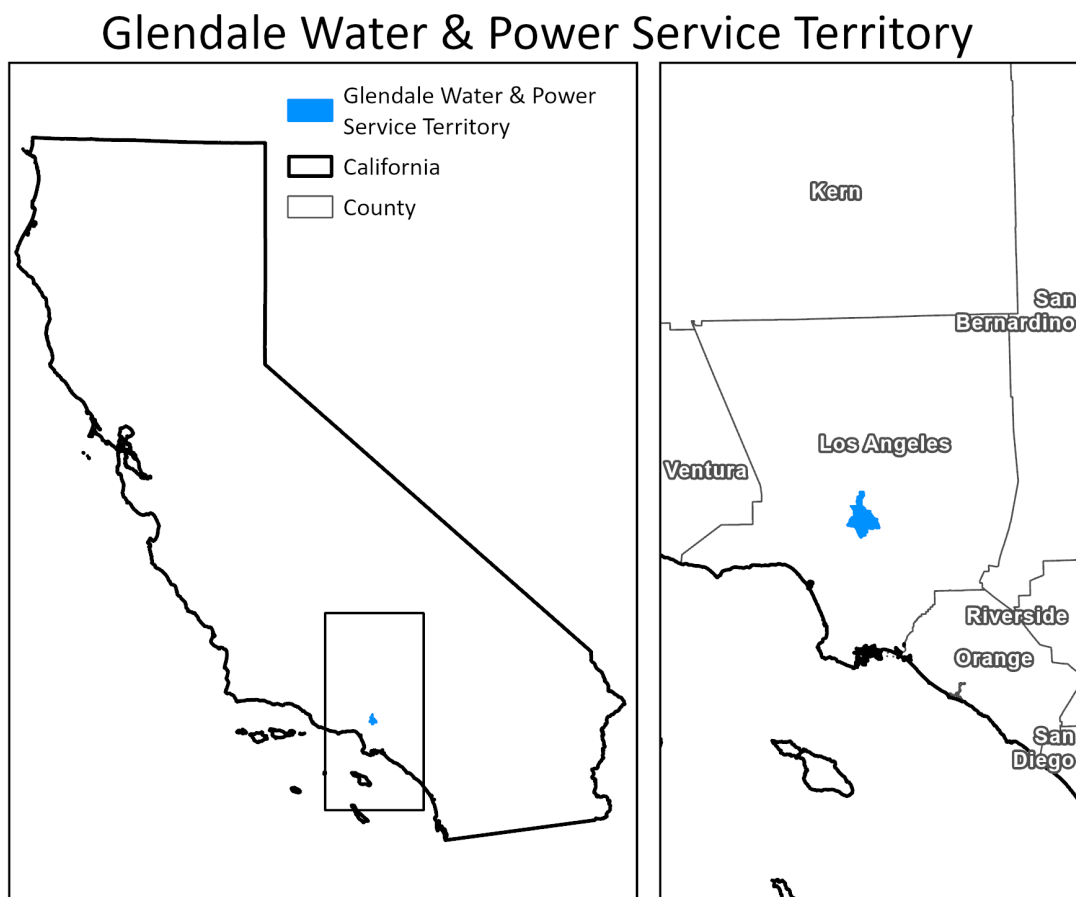 Glendale Water & Power Service Territory
Glendale Water & Power
Service Territory
California
County
Kern
San
Bernardino
Los Angeles
Ventura
Riverside
Orange
San
Diego